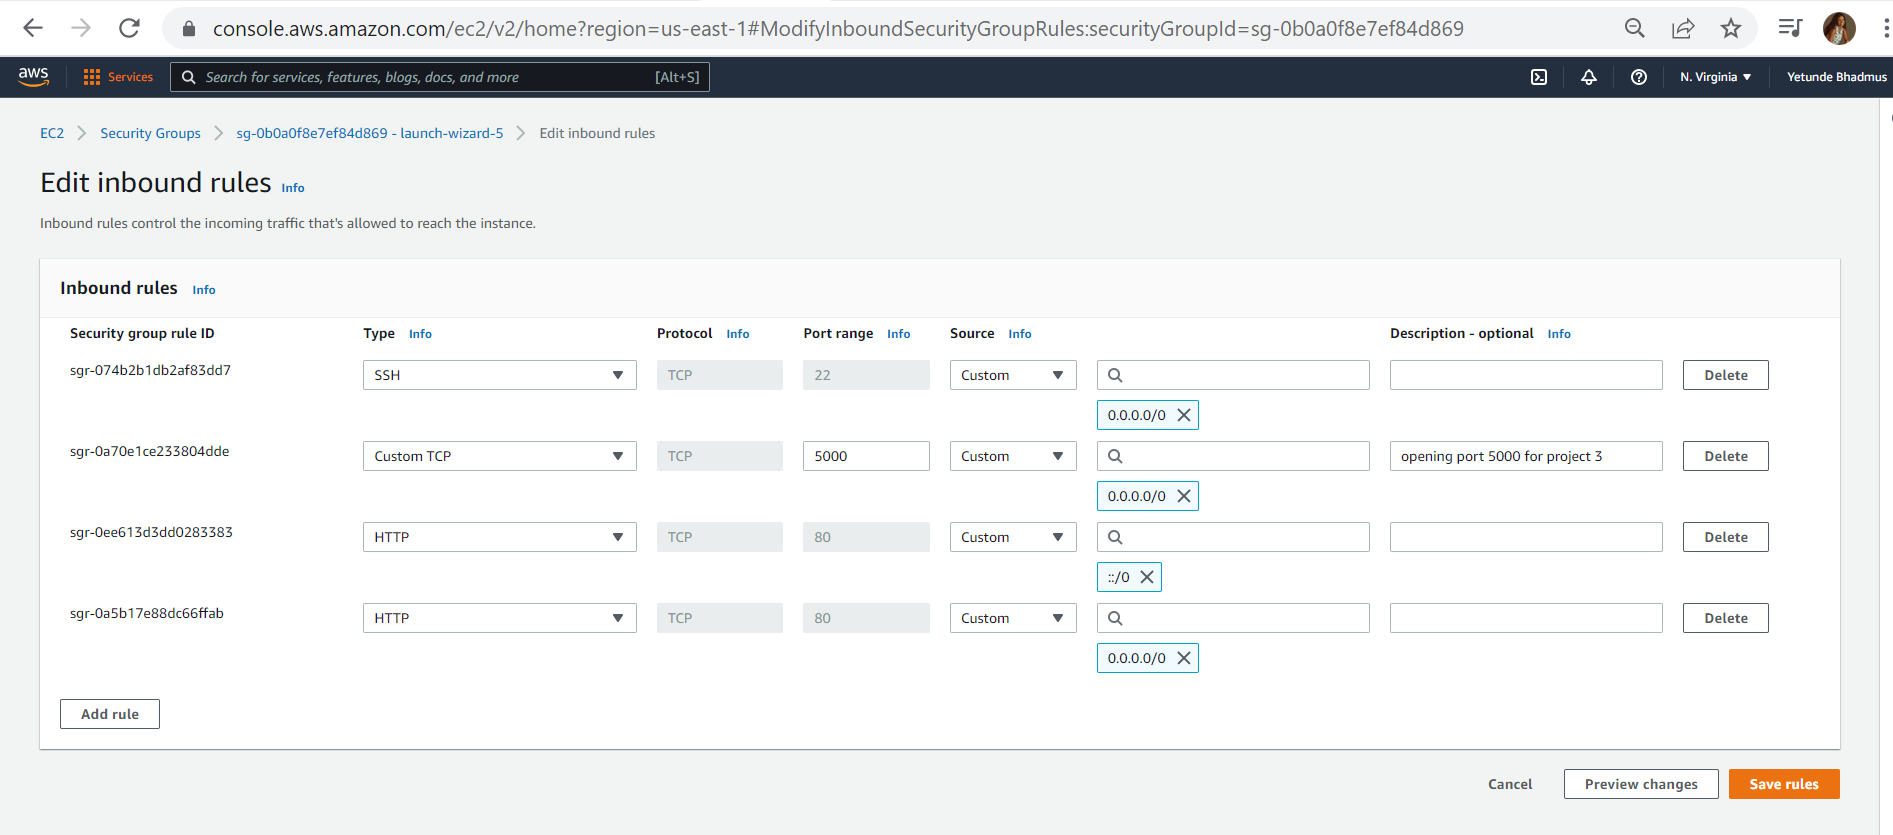 console.aws.amazon.com/ec2/v2/home?region=us-east-1#ModifyInboundSecurityGroupRules:securityGroupId=sg-0b0a0f8e7ef84d869
aws Services Search for services, features, blogs, docs, and more [Alt+S] N. Virginia Yetunde Bhadmus
EC2 Security Groups sg-0b0a0f8e7ef84d869 - launch-wizard-5 Edit inbound rules
Edit inbound rules Info
Inbound rules control the incoming traffic that's allowed to reach the instance.
Inbound rules Info
Security group rule ID Type Info Protocol Info Port range Info Source Info Description - optional Info
sgr-074b2b1db2af83dd7 SSH TCP 22 Custom Delete
0.0.0.0/0
sgr-0a70e1ce233804dde Custom TCP TCP 5000 Custom opening port 5000 for project 3 Delete
0.0.0.0/0
sgr-0ee613d3dd0283383 HTTP TCP 80 Custom Delete
::/0
sgr-0a5b17e88dc66ffab HTTP TCP 80 Custom Delete
0.0.0.0/0
Add rule
Cancel Preview changes Save rules